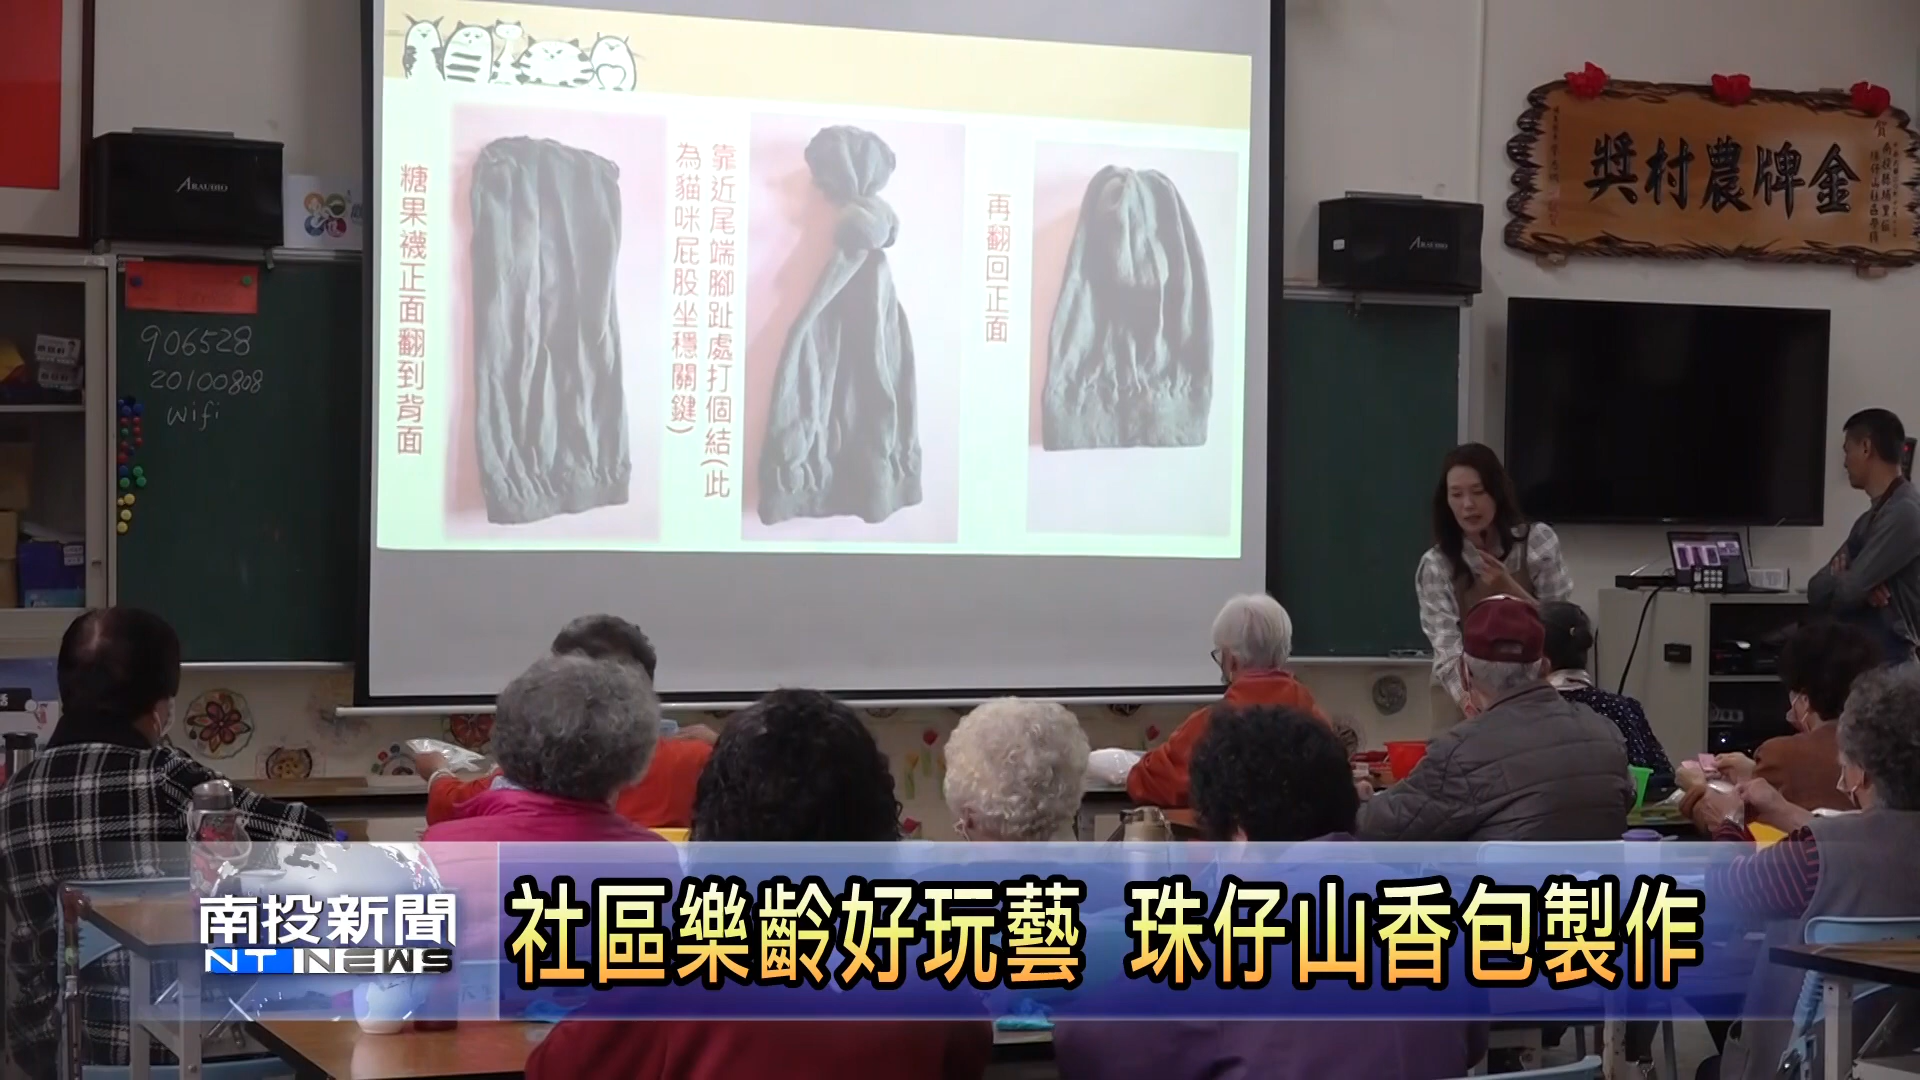 糖果襪正面翻到背面
靠近尾端腳趾處打個結(此
為貓咪屁股坐穩關鍵)
再翻回正面
ARAUDIO
ARAUDIO
金牌農村獎
賀
906528
20100808
wifi
南投新聞
NT NEWS
社區樂齡好玩藝 珠仔山香包製作